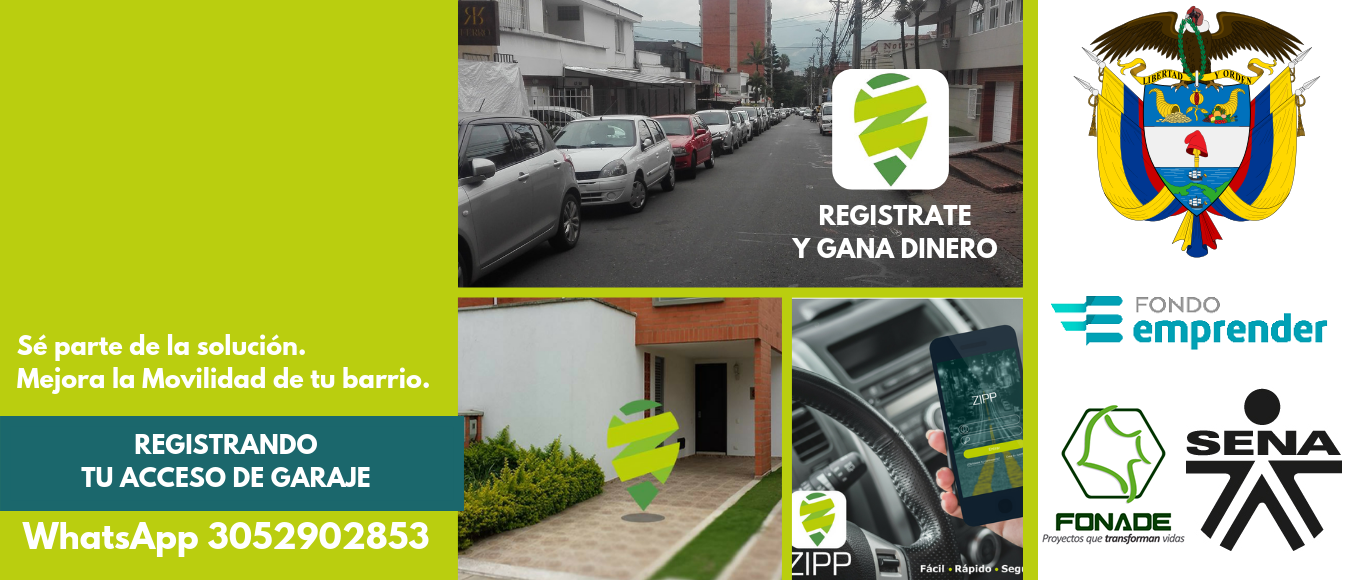 Sé parte de la solución.
Mejora la Movilidad de tu barrio.
REGISTRANDO
TU ACCESO DE GARAJE
WhatsApp 3052902853
REGISTRATE
Y GANA DINERO
ZIPP
ZIPP
Fácil • Rápido • Segu
LIBERTAD Y ORDEN
FONDO
emprender
FONADE
Proyectos que transforman vidas
SENA